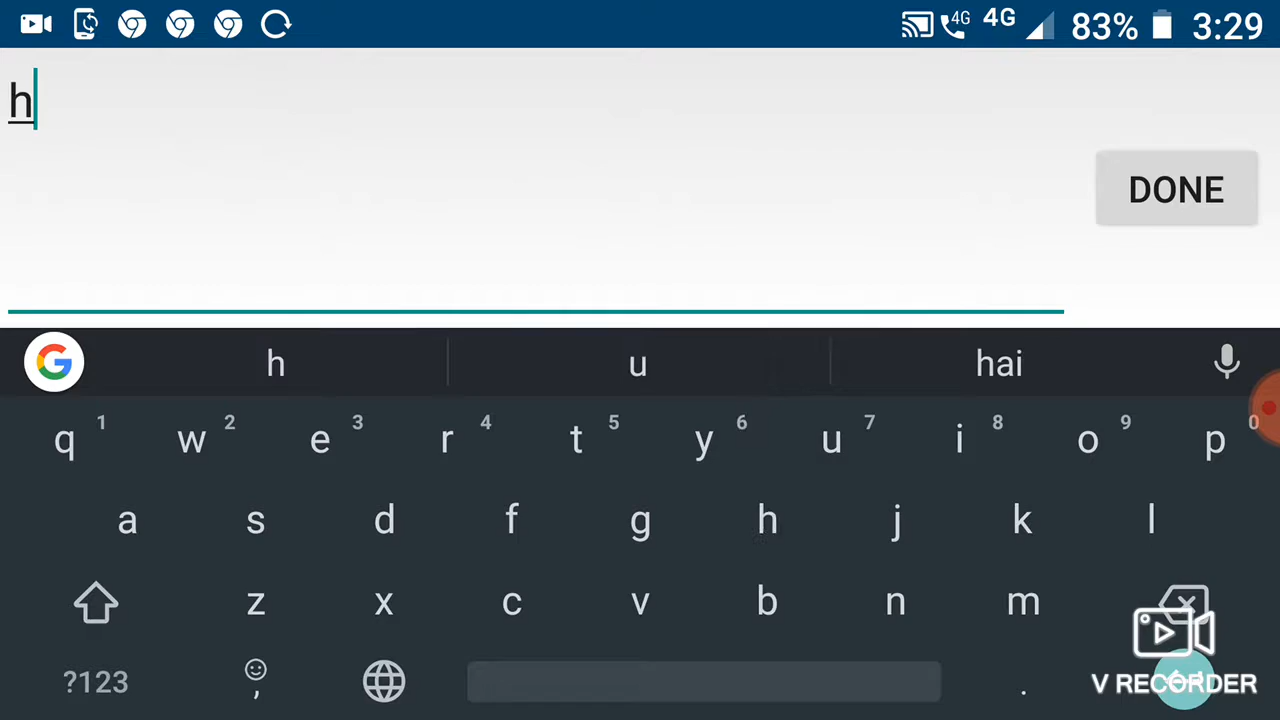 4G 4G 83% 3:29
h
DONE
h u hai
q 1 w 2 e 3 r 4 t 5 y 6 u 7 i 8 o 9 p 0
a s d f g h j k l
z x c v b n m
?123 , .
V RECORDER